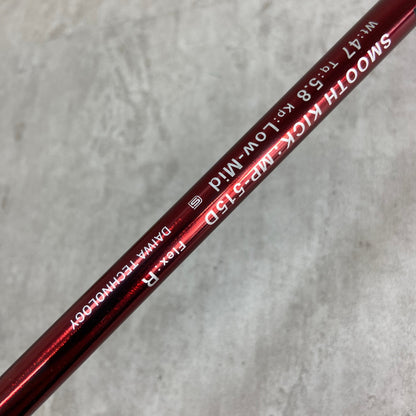 SMOOTH KICK:MP-515D
Flex:R
Wt:47 Tq:5.8 Kp:Low-Mid
S
DAIWA TECHNOLOGY